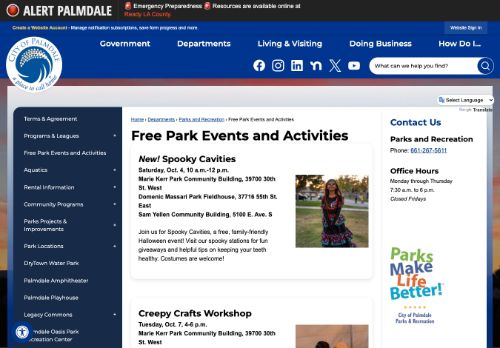 ALERT PALMDALE
🚨 Emergency Preparedness 🚨 Resources are available online at
Ready LA County.
Create a Website Account - Manage notification subscriptions, save form progress and more.
Website Sign In
CITY OF PALMDALE
a place to call home
Government
Departments
Living & Visiting
Doing Business
How Do I...
What can we help you find?
Select Language
Google Translate
Terms & Agreement
Programs & Leagues +
Free Park Events and Activities
Aquatics +
Rental Information +
Community Programs +
Parks Projects &
Improvements +
Park Locations +
DryTown Water Park
Palmdale Amphitheater
Palmdale Playhouse
Legacy Commons +
Palmdale Oasis Park
Recreation Center
Home › Departments › Parks and Recreation › Free Park Events and Activities
Free Park Events and Activities
New! Spooky Cavities
Saturday, Oct. 4, 10 a.m.-12 p.m.
Marie Kerr Park Community Building, 39700 30th
St. West
Domenic Massari Park Fieldhouse, 37716 55th St.
East
Sam Yellen Community Building, 5100 E. Ave. S
Join us for Spooky Cavities, a free, family-friendly
Halloween event! Visit our spooky stations for fun
giveaways and helpful tips on keeping your teeth
healthy. Costumes are welcome!
Creepy Crafts Workshop
Tuesday, Oct. 7, 4-6 p.m.
Marie Kerr Park Community Building, 39700 30th
St. West
Contact Us
Parks and Recreation
Phone: 661-267-5611
Office Hours
Monday through Thursday
7:30 a.m. to 6 p.m.
Closed Fridays
Parks
Make
Life
Better!
City of Palmdale
Parks & Recreation